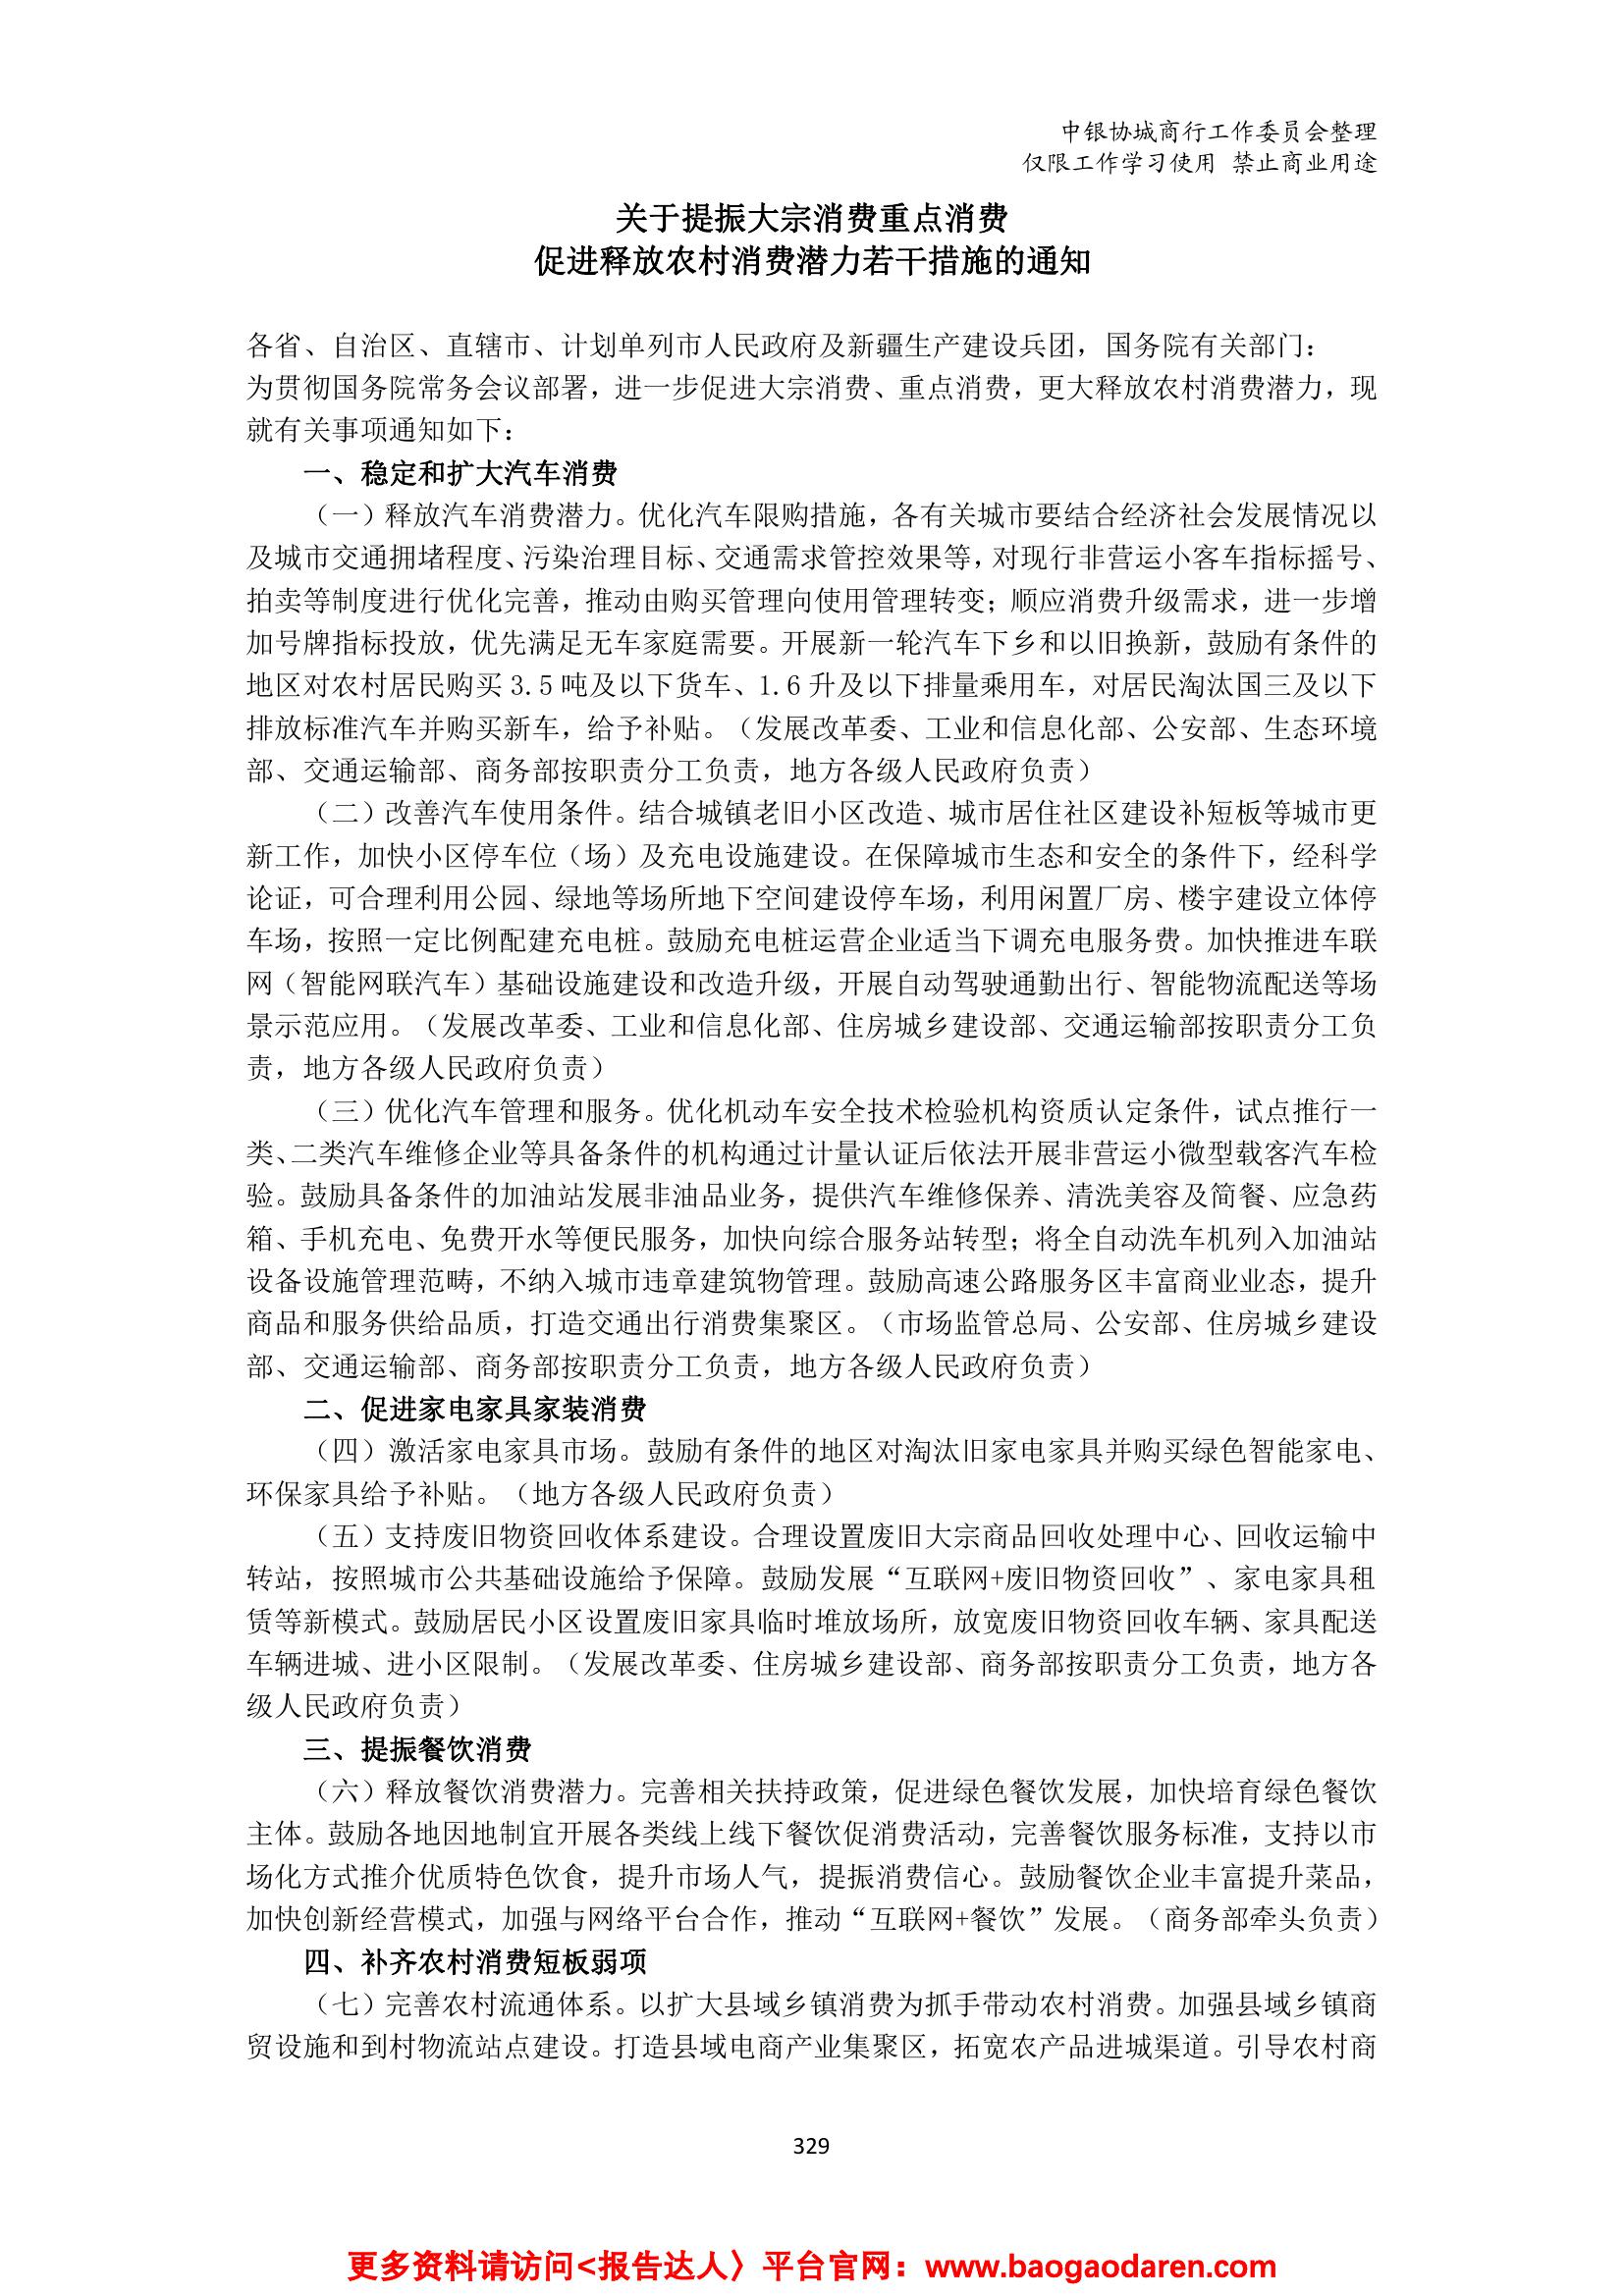 中银协城商行工作委员会整理
仅限工作学习使用 禁止商业用途
关于提振大宗消费重点消费
促进释放农村消费潜力若干措施的通知
各省、自治区、直辖市、计划单列市人民政府及新疆生产建设兵团，国务院有关部门：
为贯彻国务院常务会议部署，进一步促进大宗消费、重点消费，更大释放农村消费潜力，现
就有关事项通知如下：
一、稳定和扩大汽车消费
（一）释放汽车消费潜力。优化汽车限购措施，各有关城市要结合经济社会发展情况以
及城市交通拥堵程度、污染治理目标、交通需求管控效果等，对现行非营运小客车指标摇号、
拍卖等制度进行优化完善，推动由购买管理向使用管理转变；顺应消费升级需求，进一步增
加号牌指标投放，优先满足无车家庭需要。开展新一轮汽车下乡和以旧换新，鼓励有条件的
地区对农村居民购买 3.5 吨及以下货车、1.6 升及以下排量乘用车，对居民淘汰国三及以下
排放标准汽车并购买新车，给予补贴。（发展改革委、工业和信息化部、公安部、生态环境
部、交通运输部、商务部按职责分工负责，地方各级人民政府负责）
（二）改善汽车使用条件。结合城镇老旧小区改造、城市居住社区建设补短板等城市更
新工作，加快小区停车位（场）及充电设施建设。在保障城市生态和安全的条件下，经科学
论证，可合理利用公园、绿地等场所地下空间建设停车场，利用闲置厂房、楼宇建设立体停
车场，按照一定比例配建充电桩。鼓励充电桩运营企业适当下调充电服务费。加快推进车联
网（智能网联汽车）基础设施建设和改造升级，开展自动驾驶通勤出行、智能物流配送等场
景示范应用。（发展改革委、工业和信息化部、住房城乡建设部、交通运输部按职责分工负
责，地方各级人民政府负责）
（三）优化汽车管理和服务。优化机动车安全技术检验机构资质认定条件，试点推行一
类、二类汽车维修企业等具备条件的机构通过计量认证后依法开展非营运小微型载客汽车检
验。鼓励具备条件的加油站发展非油品业务，提供汽车维修保养、清洗美容及简餐、应急药
箱、手机充电、免费开水等便民服务，加快向综合服务站转型；将全自动洗车机列入加油站
设备设施管理范畴，不纳入城市违章建筑物管理。鼓励高速公路服务区丰富商业业态，提升
商品和服务供给品质，打造交通出行消费集聚区。（市场监管总局、公安部、住房城乡建设
部、交通运输部、商务部按职责分工负责，地方各级人民政府负责）
二、促进家电家具家装消费
（四）激活家电家具市场。鼓励有条件的地区对淘汰旧家电家具并购买绿色智能家电、
环保家具给予补贴。（地方各级人民政府负责）
（五）支持废旧物资回收体系建设。合理设置废旧大宗商品回收处理中心、回收运输中
转站，按照城市公共基础设施给予保障。鼓励发展“互联网+废旧物资回收”、家电家具租
赁等新模式。鼓励居民小区设置废旧家具临时堆放场所，放宽废旧物资回收车辆、家具配送
车辆进城、进小区限制。（发展改革委、住房城乡建设部、商务部按职责分工负责，地方各
级人民政府负责）
三、提振餐饮消费
（六）释放餐饮消费潜力。完善相关扶持政策，促进绿色餐饮发展，加快培育绿色餐饮
主体。鼓励各地因地制宜开展各类线上线下餐饮促消费活动，完善餐饮服务标准，支持以市
场化方式推介优质特色饮食，提升市场人气，提振消费信心。鼓励餐饮企业丰富提升菜品，
加快创新经营模式，加强与网络平台合作，推动“互联网+餐饮”发展。（商务部牵头负责）
四、补齐农村消费短板弱项
（七）完善农村流通体系。以扩大县域乡镇消费为抓手带动农村消费。加强县域乡镇商
贸设施和到村物流站点建设。打造县域电商产业集聚区，拓宽农产品进城渠道。引导农村商
329
更多资料请访问<报告达人〉平台官网：www.baogaodaren.com